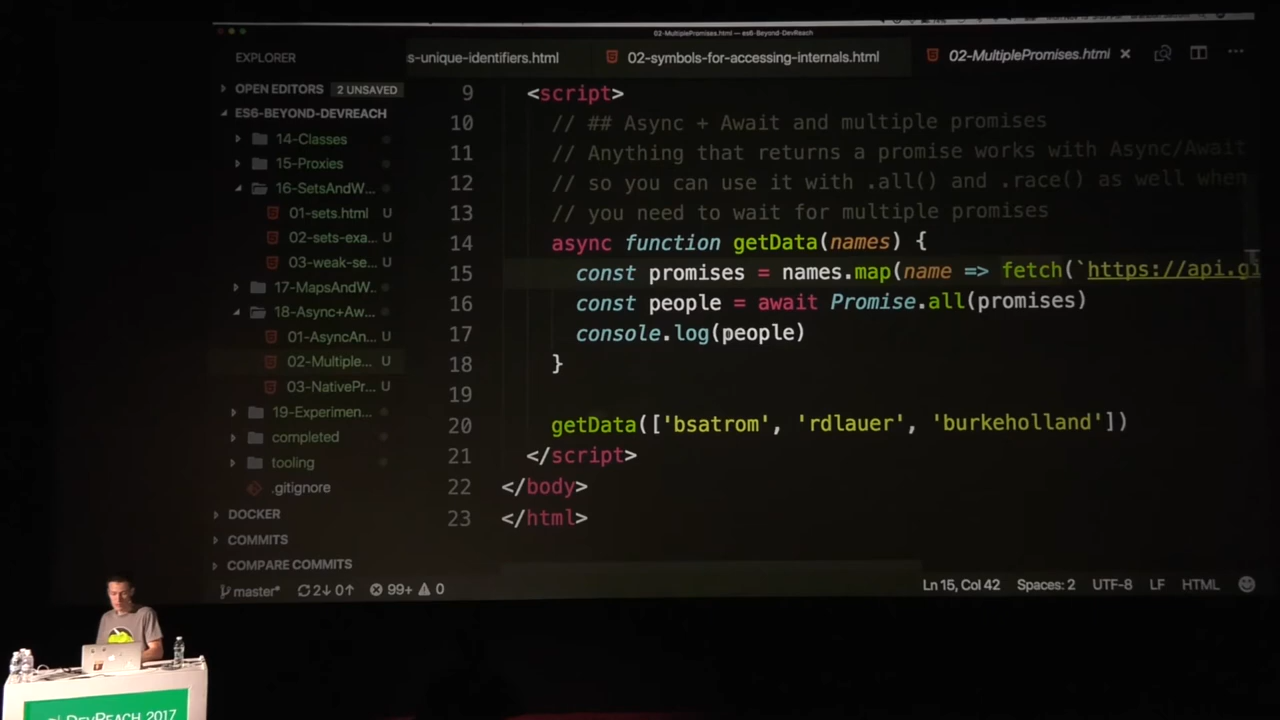 02-MultiplePromises.html — es6-Beyond-DevReach
EXPLORER
s-unique-identifiers.html
02-symbols-for-accessing-internals.html
02-MultiplePromises.html
OPEN EDITORS 2 UNSAVED
ES6-BEYOND-DEVREACH
14-Classes
15-Proxies
16-SetsAndW...
01-sets.html U
02-sets-exa... U
03-weak-se... U
17-MapsAndW...
18-Async+Aw...
01-AsyncAn... U
02-Multiple... U
03-NativePr... U
19-Experimen...
completed
tooling
.gitignore
DOCKER
COMMITS
COMPARE COMMITS
9 <script>
10 // ## Async + Await and multiple promises
11 // Anything that returns a promise works with Async/Await
12 // so you can use it with .all() and .race() as well when
13 // you need to wait for multiple promises
14 async function getData(names) {
15 const promises = names.map(name => fetch(`https://api.gi
16 const people = await Promise.all(promises)
17 console.log(people)
18 }
19
20 getData(['bsatrom', 'rdlauer', 'burkeholland'])
21 </script>
22 </body>
23 </html>
master* 2↓ 0↑ 99+ 0
Ln 15, Col 42 Spaces: 2 UTF-8 LF HTML
DevReach 2017